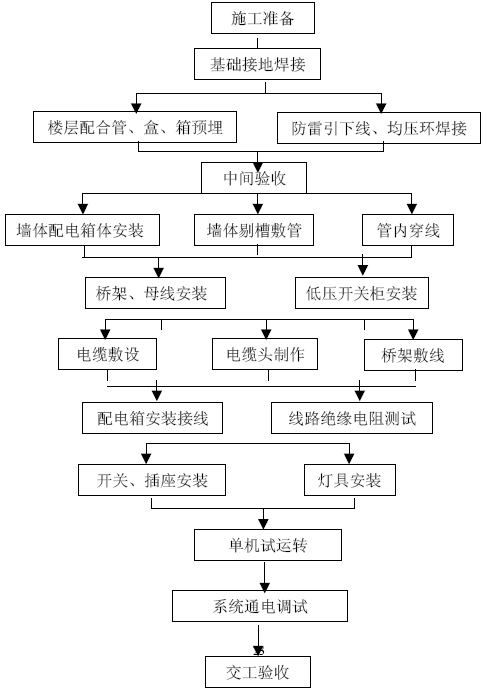 施工准备
基础接地焊接
楼层配合管、盒、箱预埋
防雷引下线、均压环焊接
中间验收
墙体配电箱体安装
墙体剔槽敷管
管内穿线
桥架、母线安装
低压开关柜安装
电缆敷设
电缆头制作
桥架敷线
配电箱安装接线
线路绝缘电阻测试
开关、插座安装
灯具安装
单机试运转
系统通电调试
交工验收